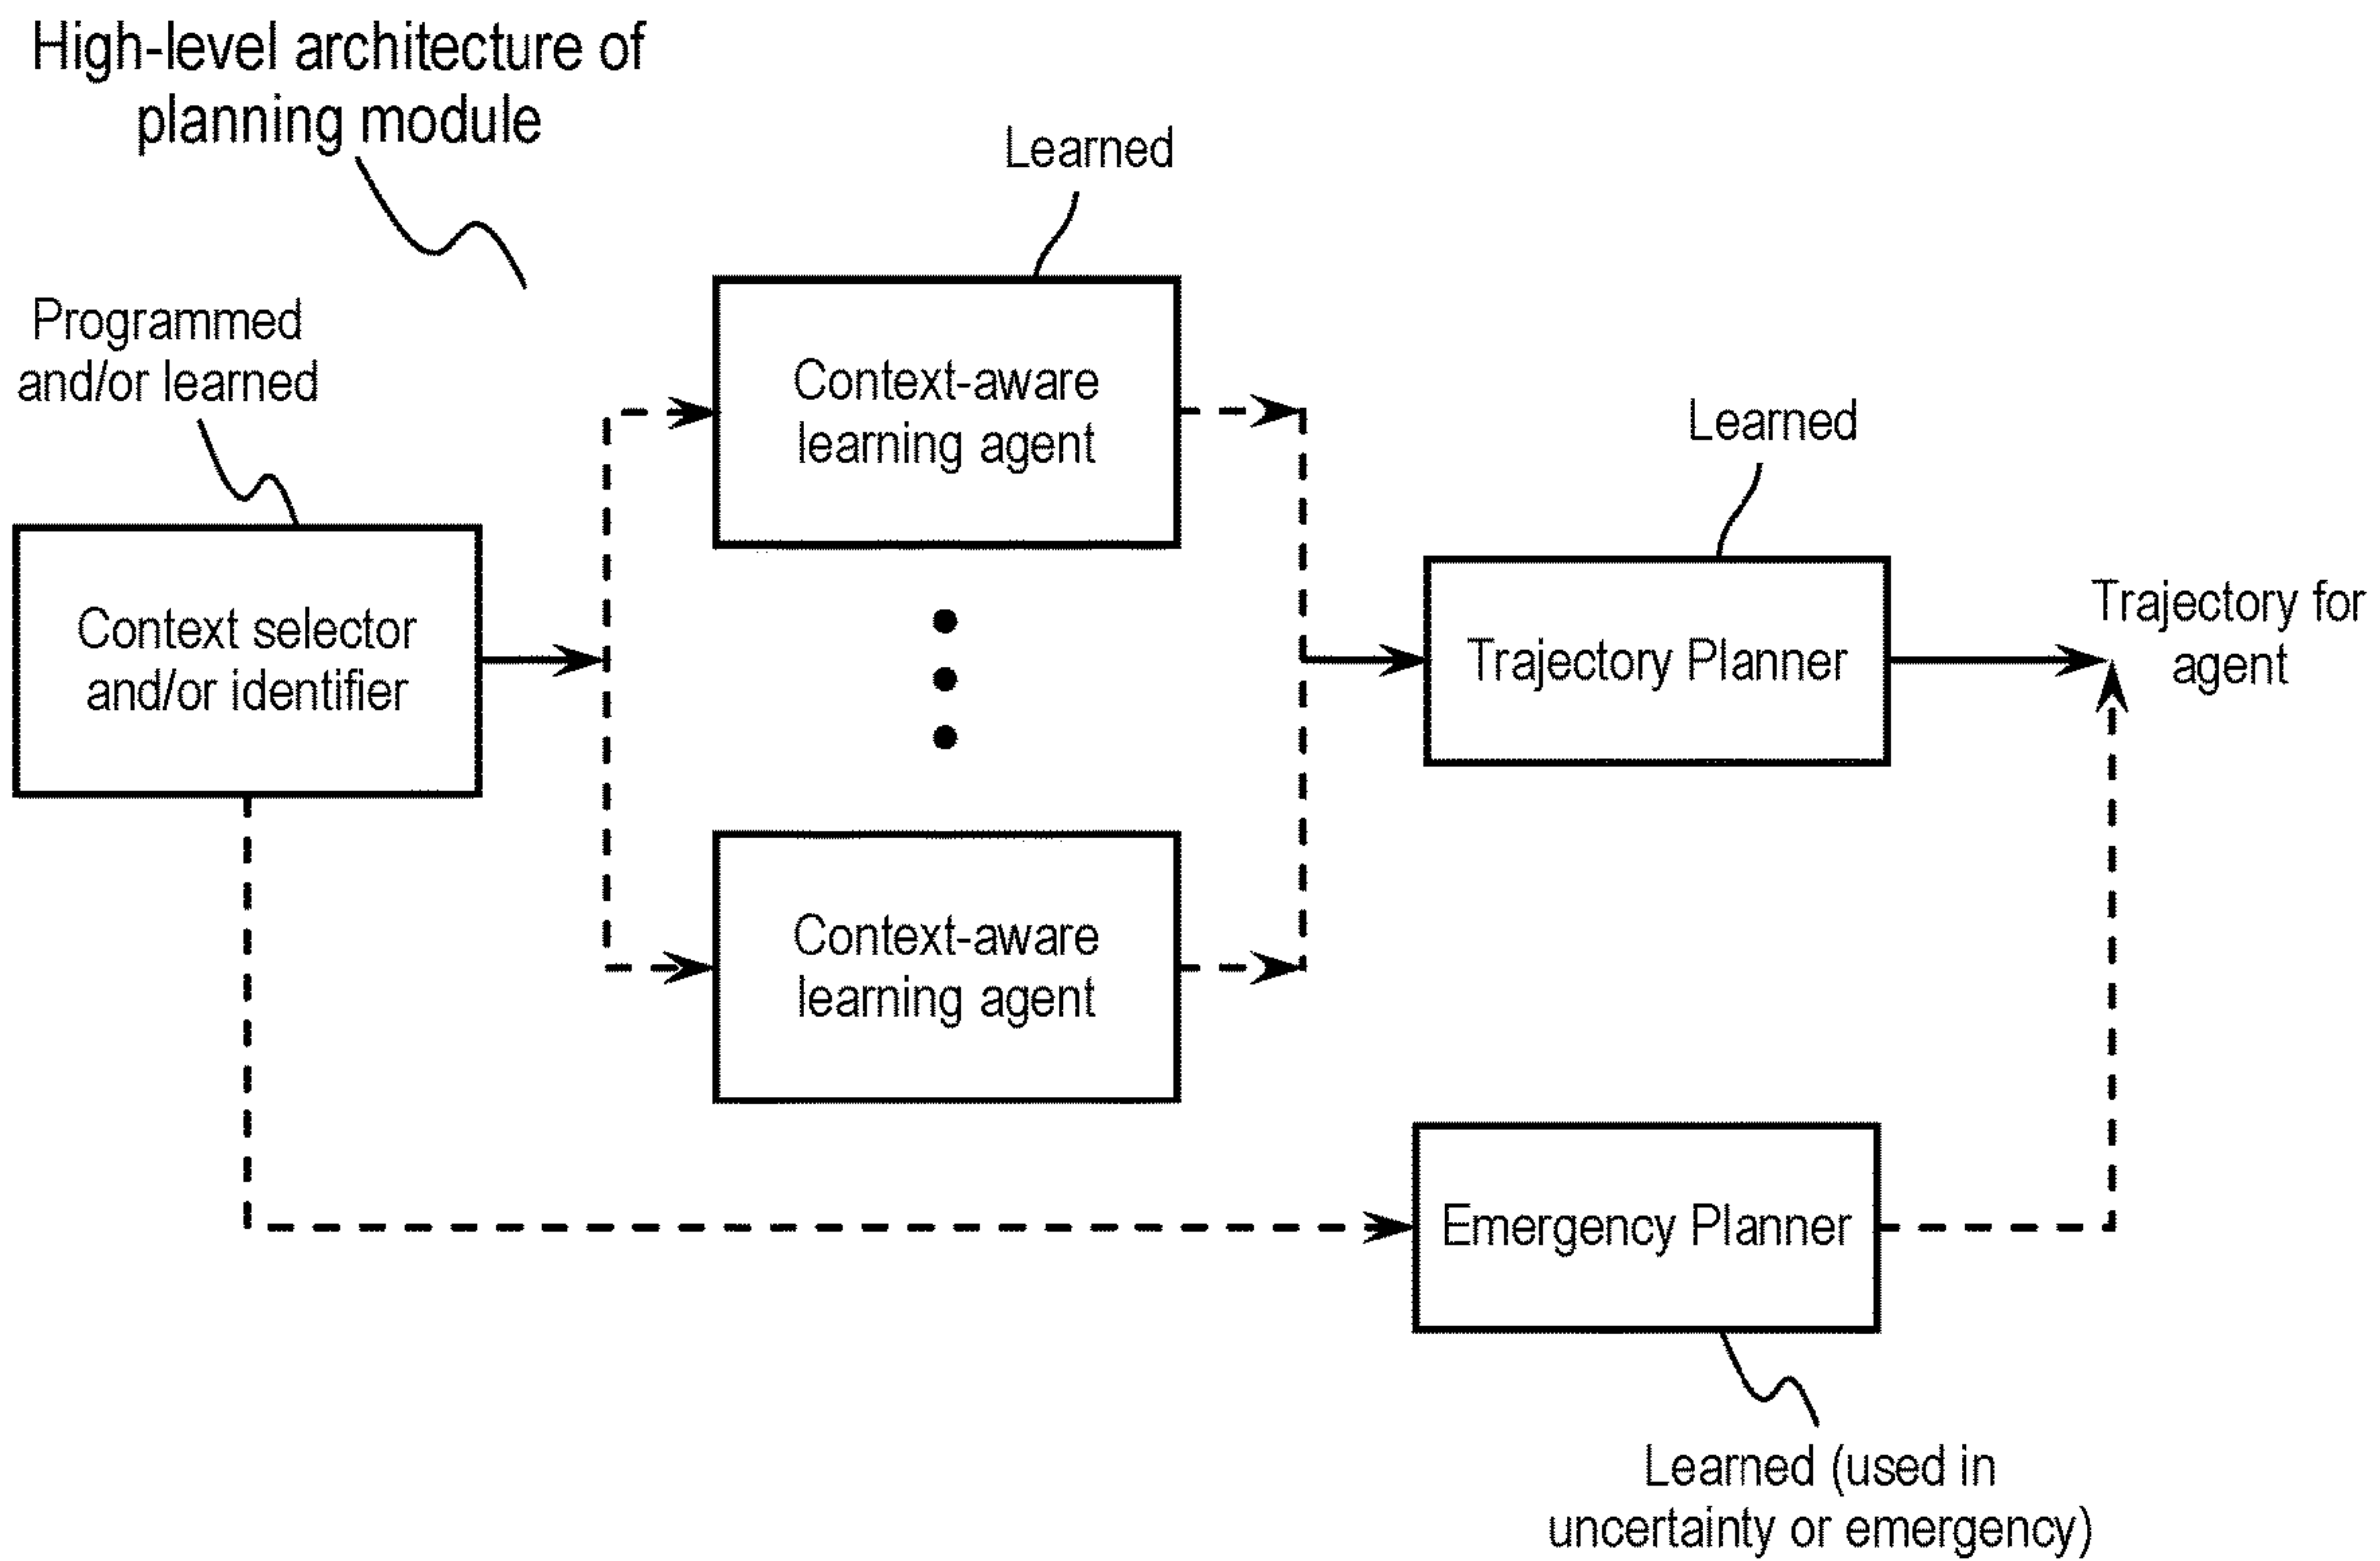 High-level architecture of
planning module
Learned
Programmed
and/or learned
Context-aware
learning agent
Learned
Context selector
and/or identifier
Trajectory Planner
Trajectory for
agent
Context-aware
learning agent
Emergency Planner
Learned (used in
uncertainty or emergency)